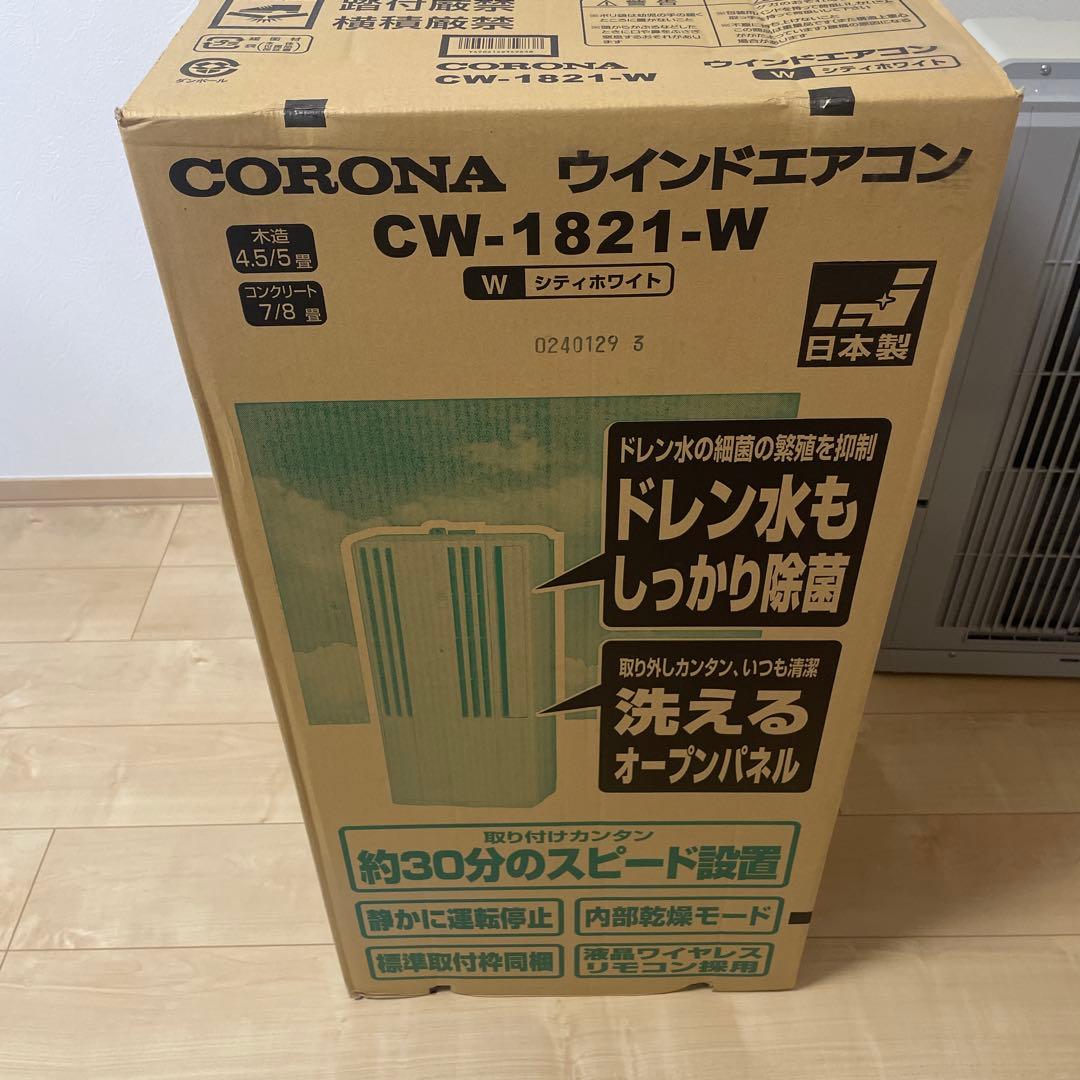 踏付厳禁
横積厳禁
警告
ダンボール
CORONA
CW-1821-W
ウインドエアコン
W シティホワイト
CORONA ウインドエアコン
CW-1821-W
W シティホワイト
木造
4.5/5畳
コンクリート
7/8畳
0240129 3
日本製
ドレン水の細菌の繁殖を抑制
ドレン水も
しっかり除菌
取り外しカンタン、いつも清潔
洗える
オープンパネル
取り付けカンタン
約30分のスピード設置
静かに運転停止
内部乾燥モード
標準取付枠同梱
液晶ワイヤレス
リモコン採用